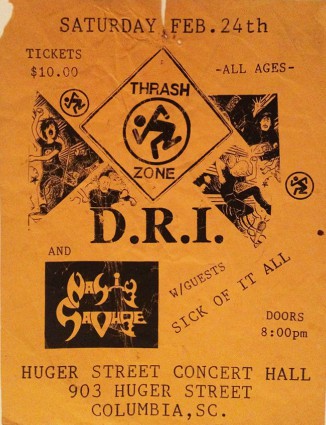 SATURDAY FEB.24th
TICKETS
$10.00
-ALL AGES-
THRASH
ZONE
D.R.I.
AND
NASTY
SAVAGE
W/GUESTS
SICK OF IT ALL
DOORS
8:00pm
HUGER STREET CONCERT HALL
903 HUGER STREET
COLUMBIA,SC.